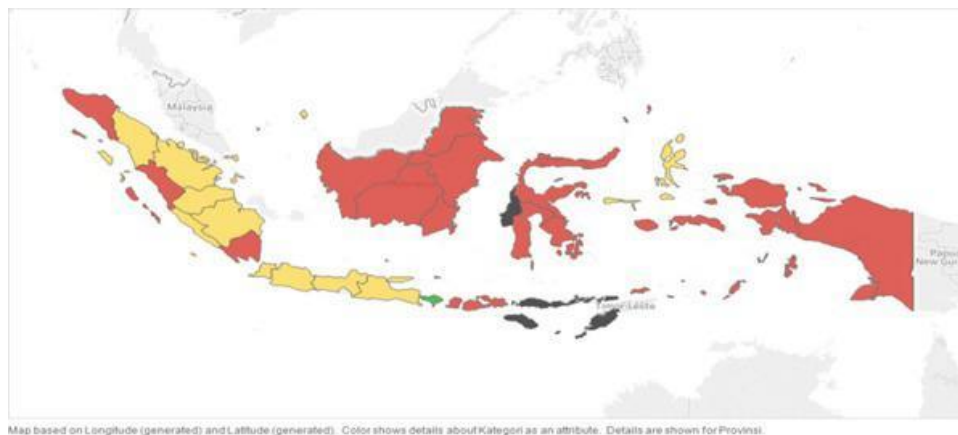 Malaysia
Papua
New Guin
Timor-Leste
Map based on Longitude (generated) and Latitude (generated). Color shows details about Kategori as an attribute. Details are shown for Provinsi.